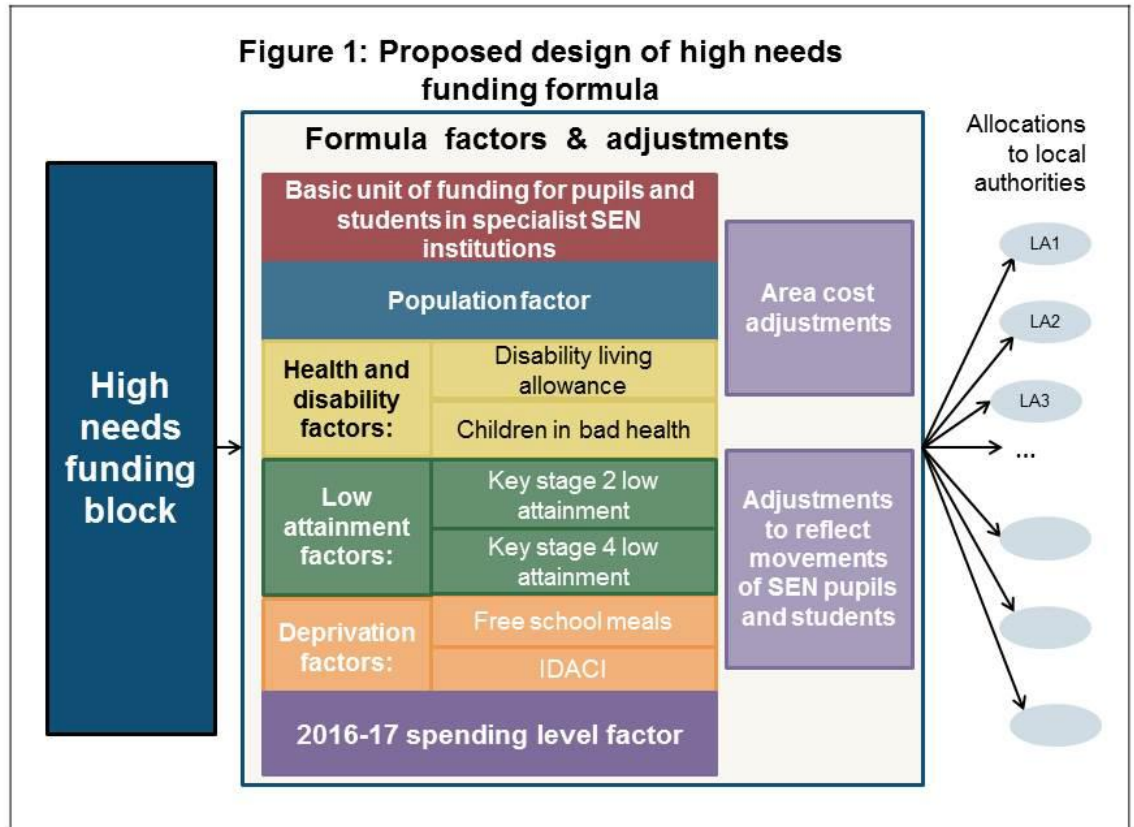 Figure 1: Proposed design of high needs
funding formula
High
needs
funding
block
Formula factors & adjustments
Basic unit of funding for pupils and
students in specialist SEN
institutions
Population factor
Health and
disability
factors:
Disability living
allowance
Children in bad health
Low
attainment
factors:
Key stage 2 low
attainment
Key stage 4 low
attainment
Deprivation
factors:
Free school meals
IDACI
2016-17 spending level factor
Area cost
adjustments
Adjustments
to reflect
movements
of SEN pupils
and students
Allocations
to local
authorities
LA1
LA2
LA3
...